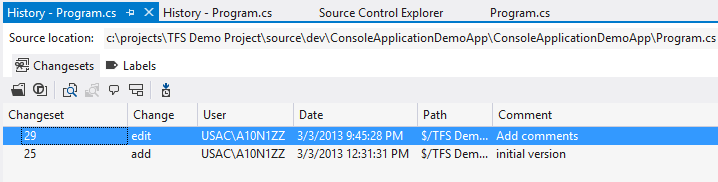 History - Program.cs History - Program.cs Source Control Explorer Program.cs
Source location: c:\projects\TFS Demo Project\source\dev\ConsoleApplicationDemoApp\ConsoleApplicationDemoApp\Program.cs
Changesets Labels
Changeset Change User Date Path Comment
29 edit USAC\A10N1ZZ 3/3/2013 9:45:28 PM $/TFS Dem... Add comments
25 add USAC\A10N1ZZ 3/3/2013 12:31:31 PM $/TFS Dem... initial version